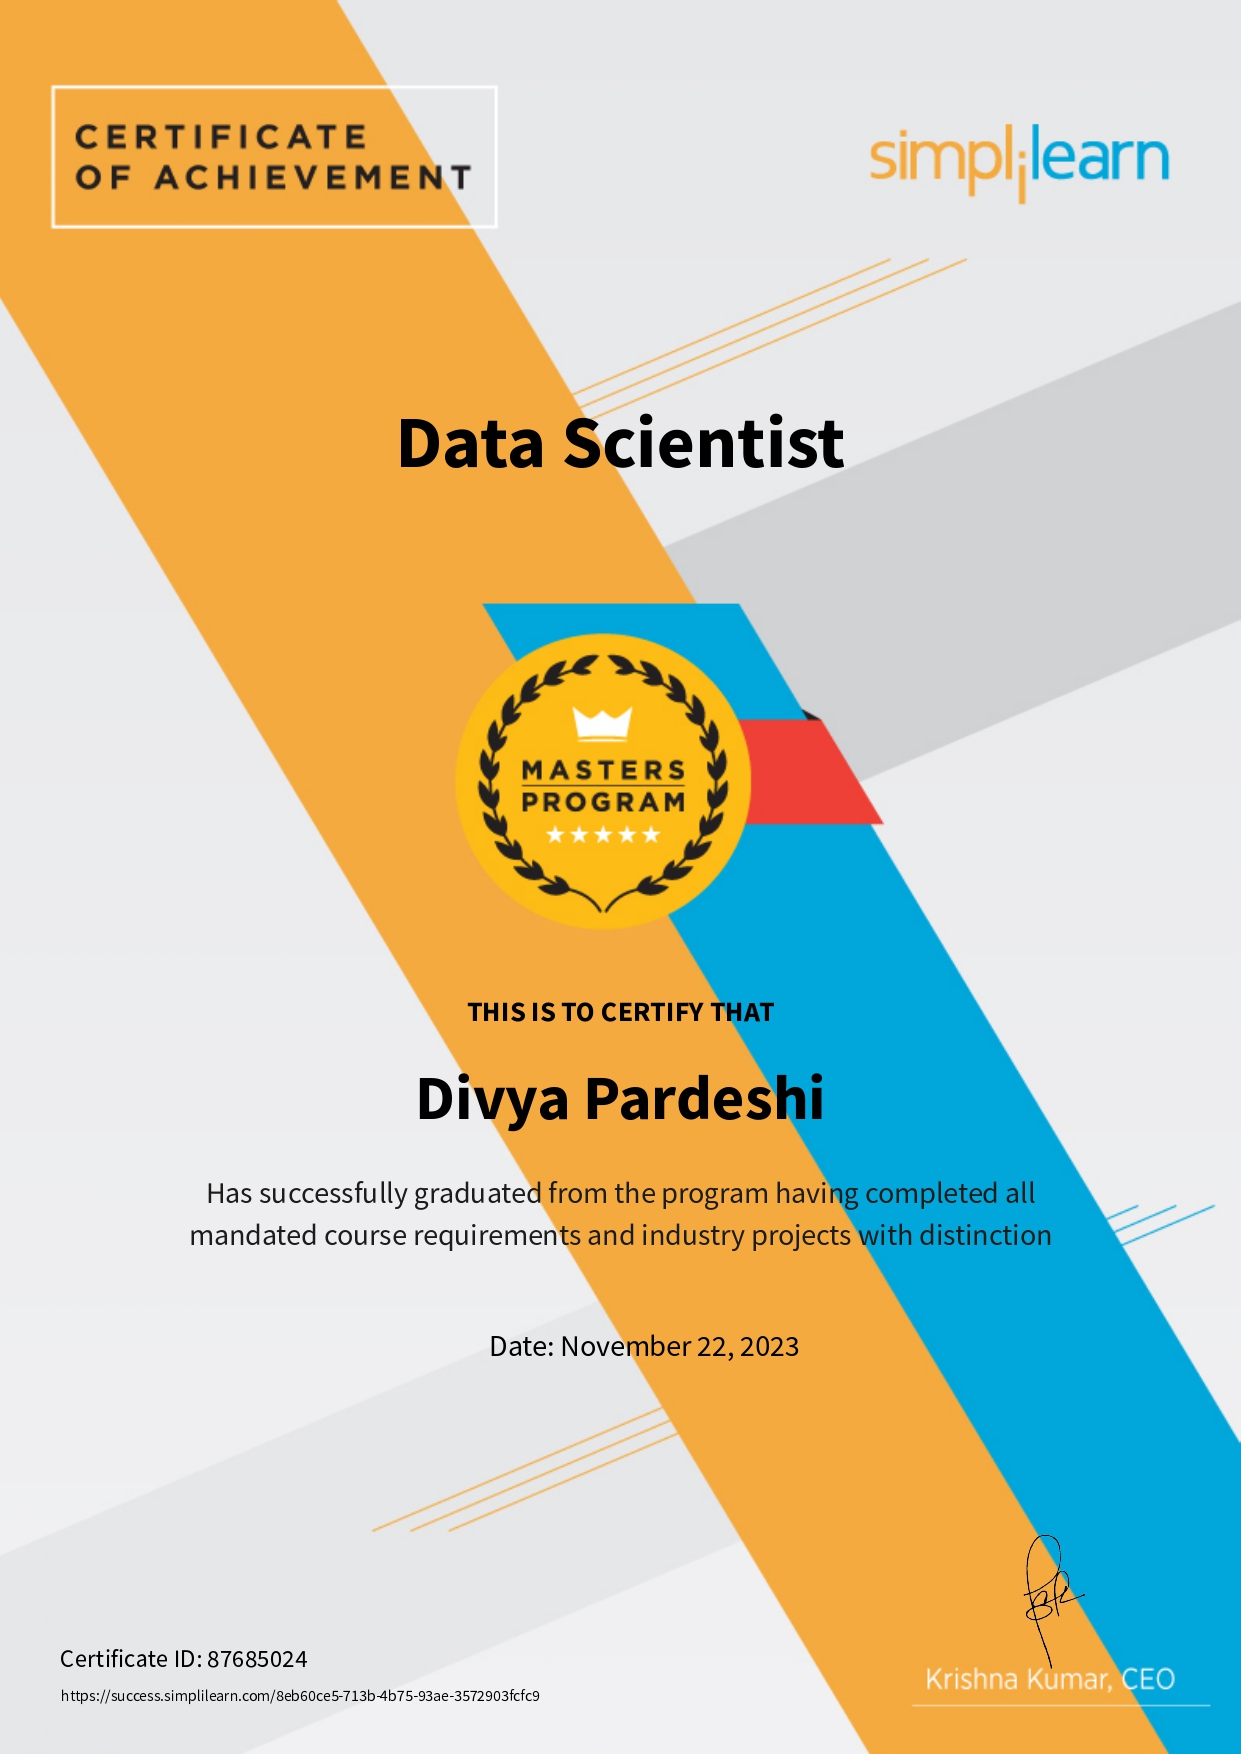 CERTIFICATE
OF ACHIEVEMENT
simplilearn
Data Scientist
MASTERS
PROGRAM
THIS IS TO CERTIFY THAT
Divya Pardeshi
Has successfully graduated from the program having completed all
mandated course requirements and industry projects with distinction
Date: November 22, 2023
Certificate ID: 87685024
https://success.simplilearn.com/8eb60ce5-713b-4b75-93ae-3572903fcfc9
Krishna Kumar, CEO